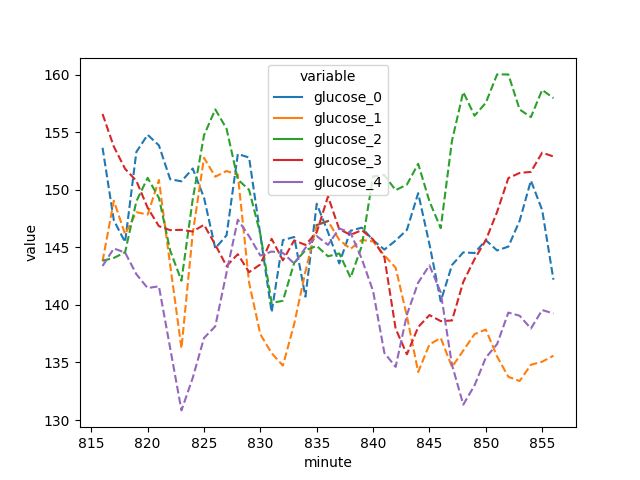 160
155
150
145
140
135
130
value
variable
glucose_0
glucose_1
glucose_2
glucose_3
glucose_4
815 820 825 830 835 840 845 850 855
minute